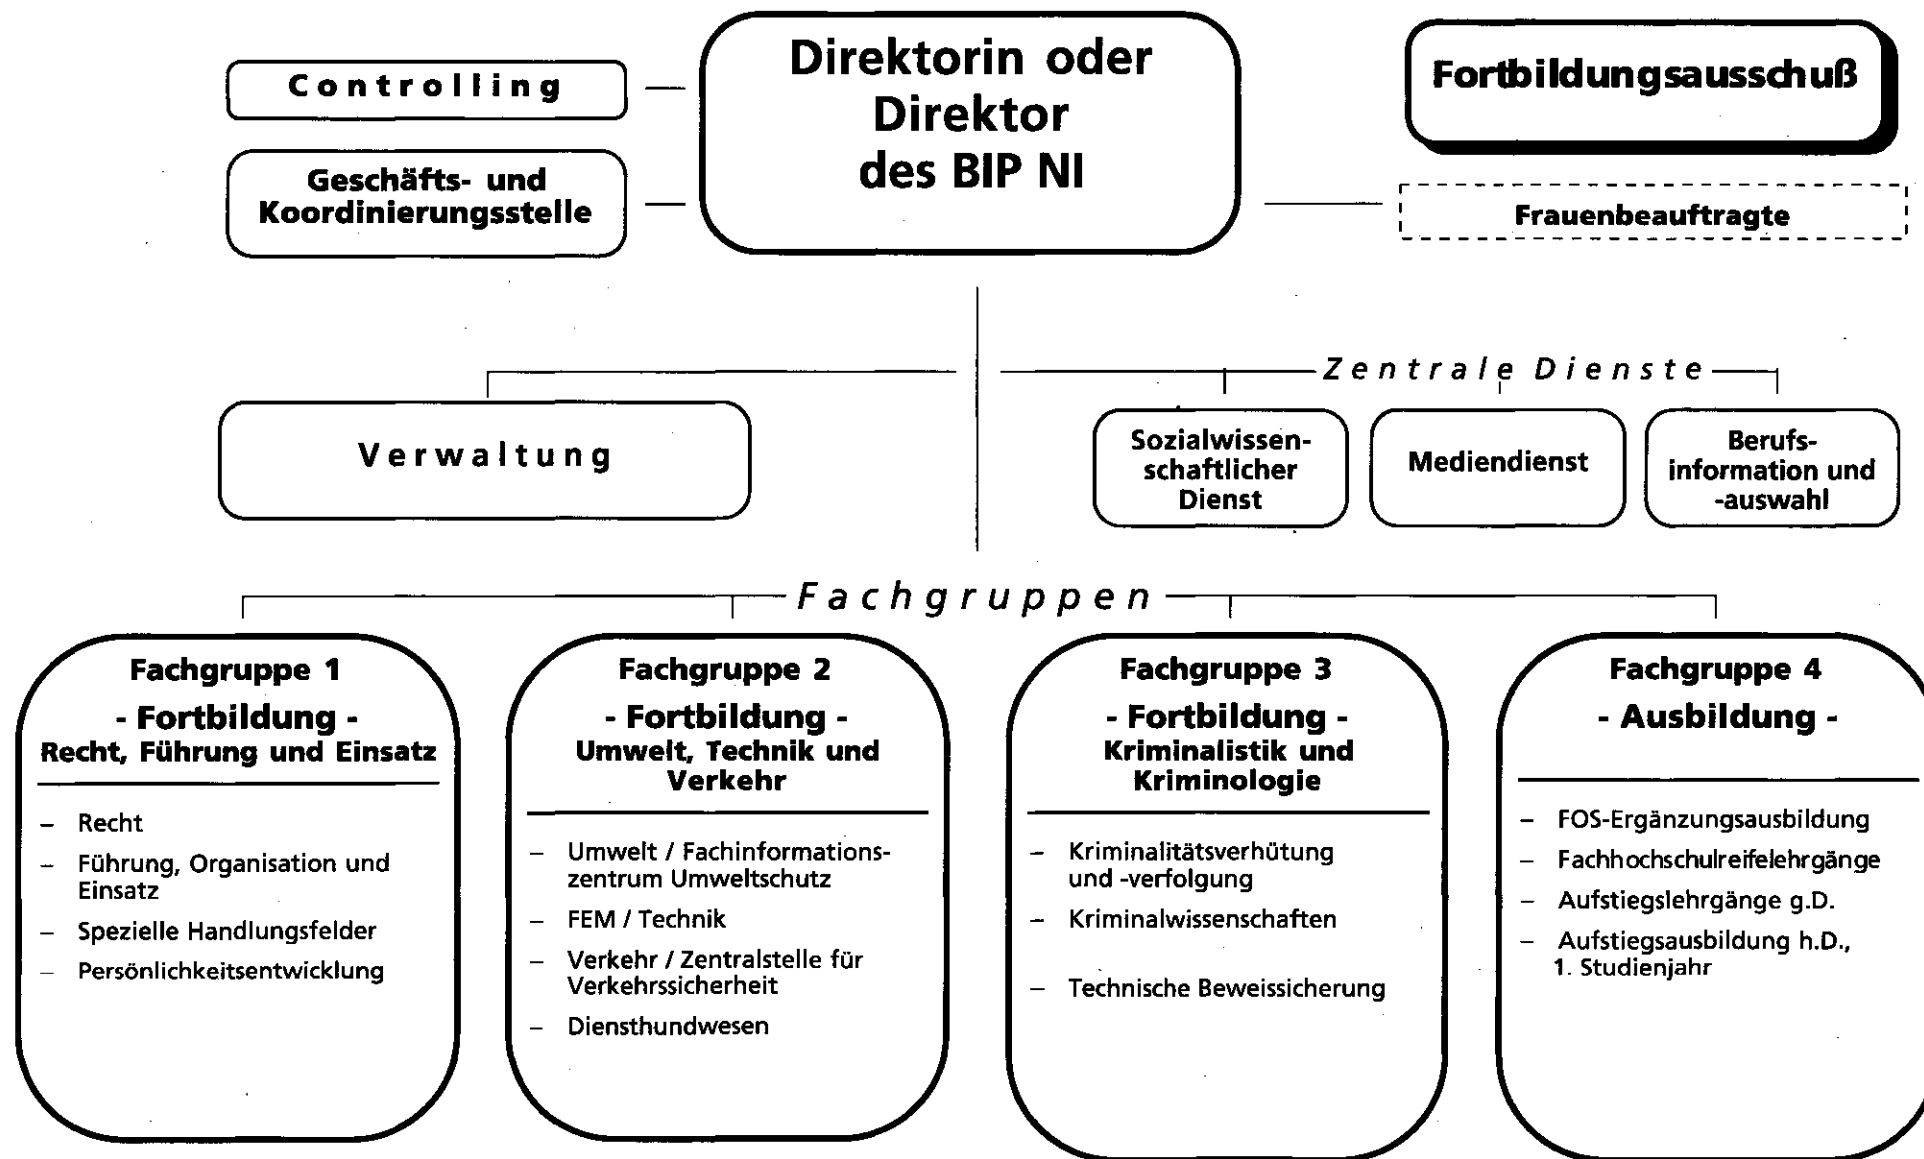 Controlling
Geschäfts- und
Koordinierungsstelle
Direktorin oder
Direktor
des BIP NI
Fortbildungsausschuß
Frauenbeauftragte
Zentrale Dienste
Verwaltung
Sozialwissen-
schaftlicher
Dienst
Mediendienst
Berufs-
information und
-auswahl
Fachgruppen
Fachgruppe 1
- Fortbildung -
Recht, Führung und Einsatz
– Recht
– Führung, Organisation und
Einsatz
– Spezielle Handlungsfelder
– Persönlichkeitsentwicklung
Fachgruppe 2
- Fortbildung -
Umwelt, Technik und
Verkehr
– Umwelt / Fachinformations-
zentrum Umweltschutz
– FEM / Technik
– Verkehr / Zentralstelle für
Verkehrssicherheit
– Diensthundwesen
Fachgruppe 3
- Fortbildung -
Kriminalistik und
Kriminologie
– Kriminalitätsverhütung
und -verfolgung
– Kriminalwissenschaften
– Technische Beweissicherung
Fachgruppe 4
- Ausbildung -
– FOS-Ergänzungsausbildung
– Fachhochschulreifelehrgänge
– Aufstiegslehrgänge g.D.
– Aufstiegsausbildung h.D.,
1. Studienjahr